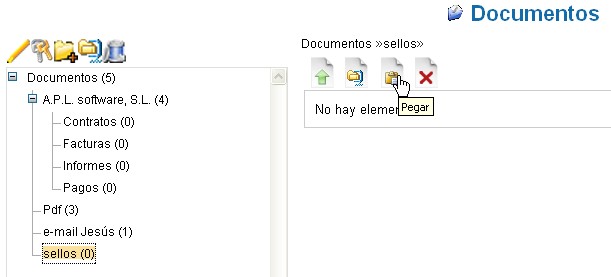 Documentos
Documentos »sellos»
Documentos (5)
A.P.L. software, S.L. (4)
Contratos (0)
Facturas (0)
Informes (0)
Pagos (0)
Pdf (3)
e-mail Jesús (1)
sellos (0)
No hay elemen
Pegar